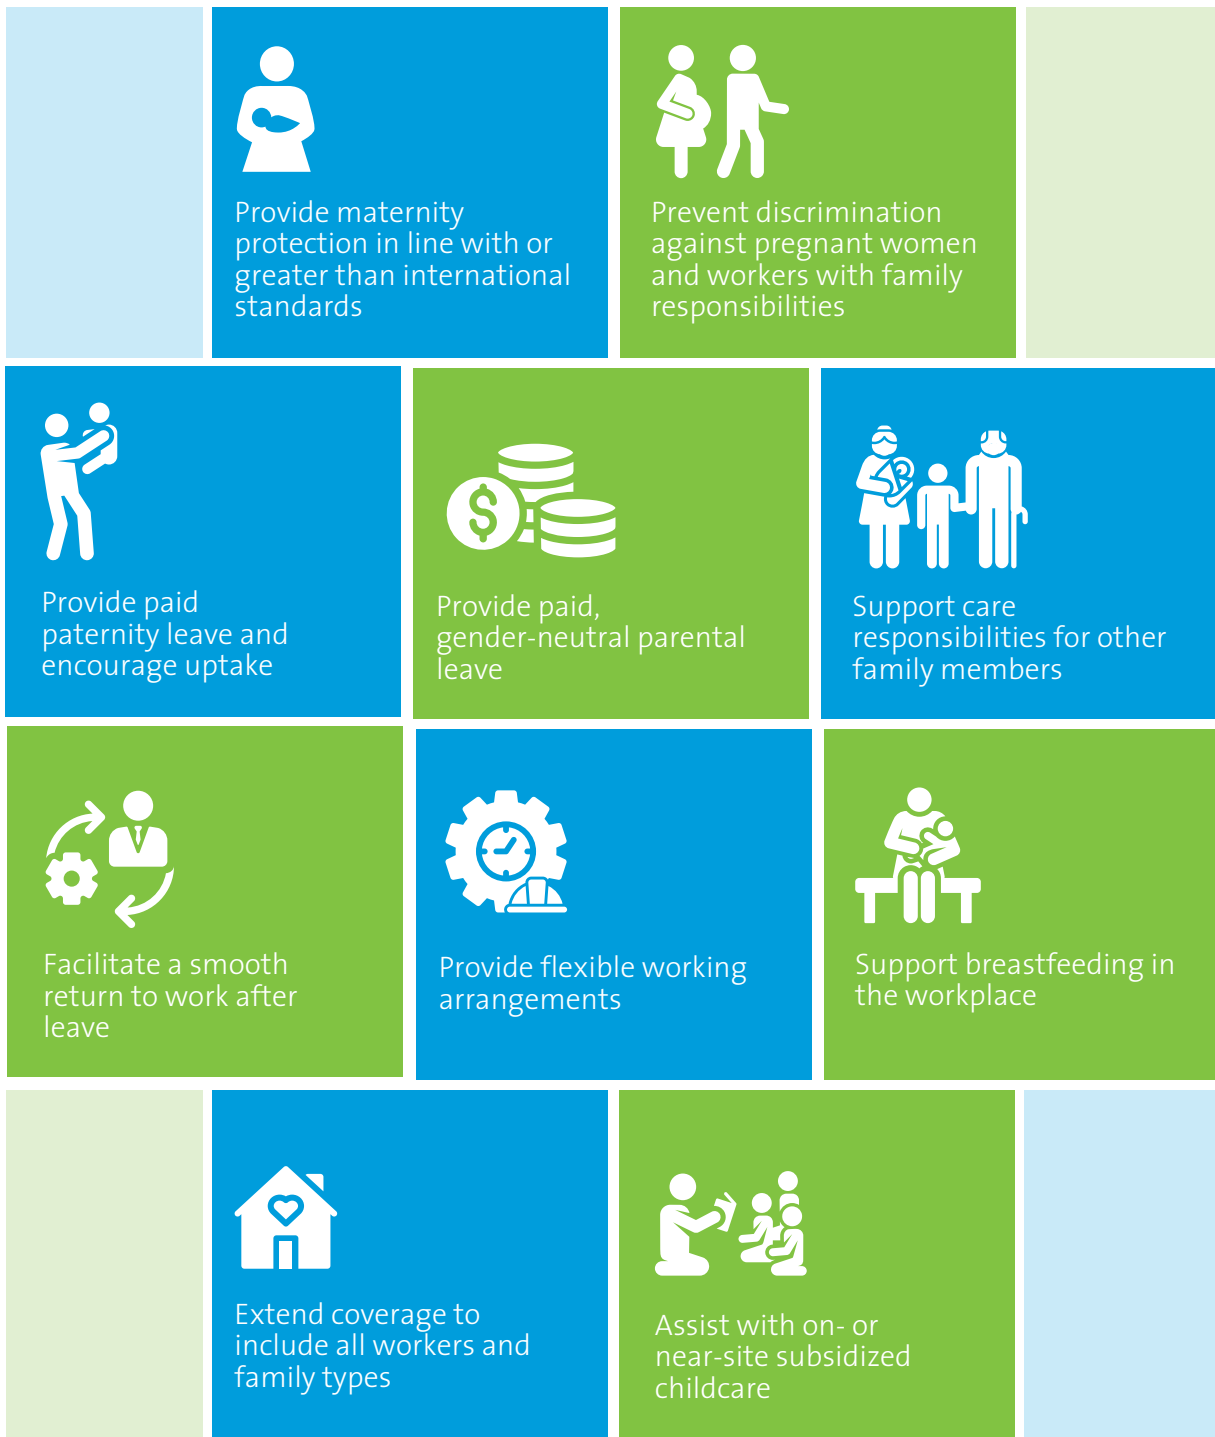 Provide maternity
protection in line with or
greater than international
standards
Prevent discrimination
against pregnant women
and workers with family
responsibilities
Provide paid
paternity leave and
encourage uptake
$
Provide paid,
gender-neutral parental
leave
Support care
responsibilities for other
family members
Facilitate a smooth
return to work after
leave
Provide flexible working
arrangements
Support breastfeeding in
the workplace
Extend coverage to
include all workers and
family types
Assist with on- or
near-site subsidized
childcare